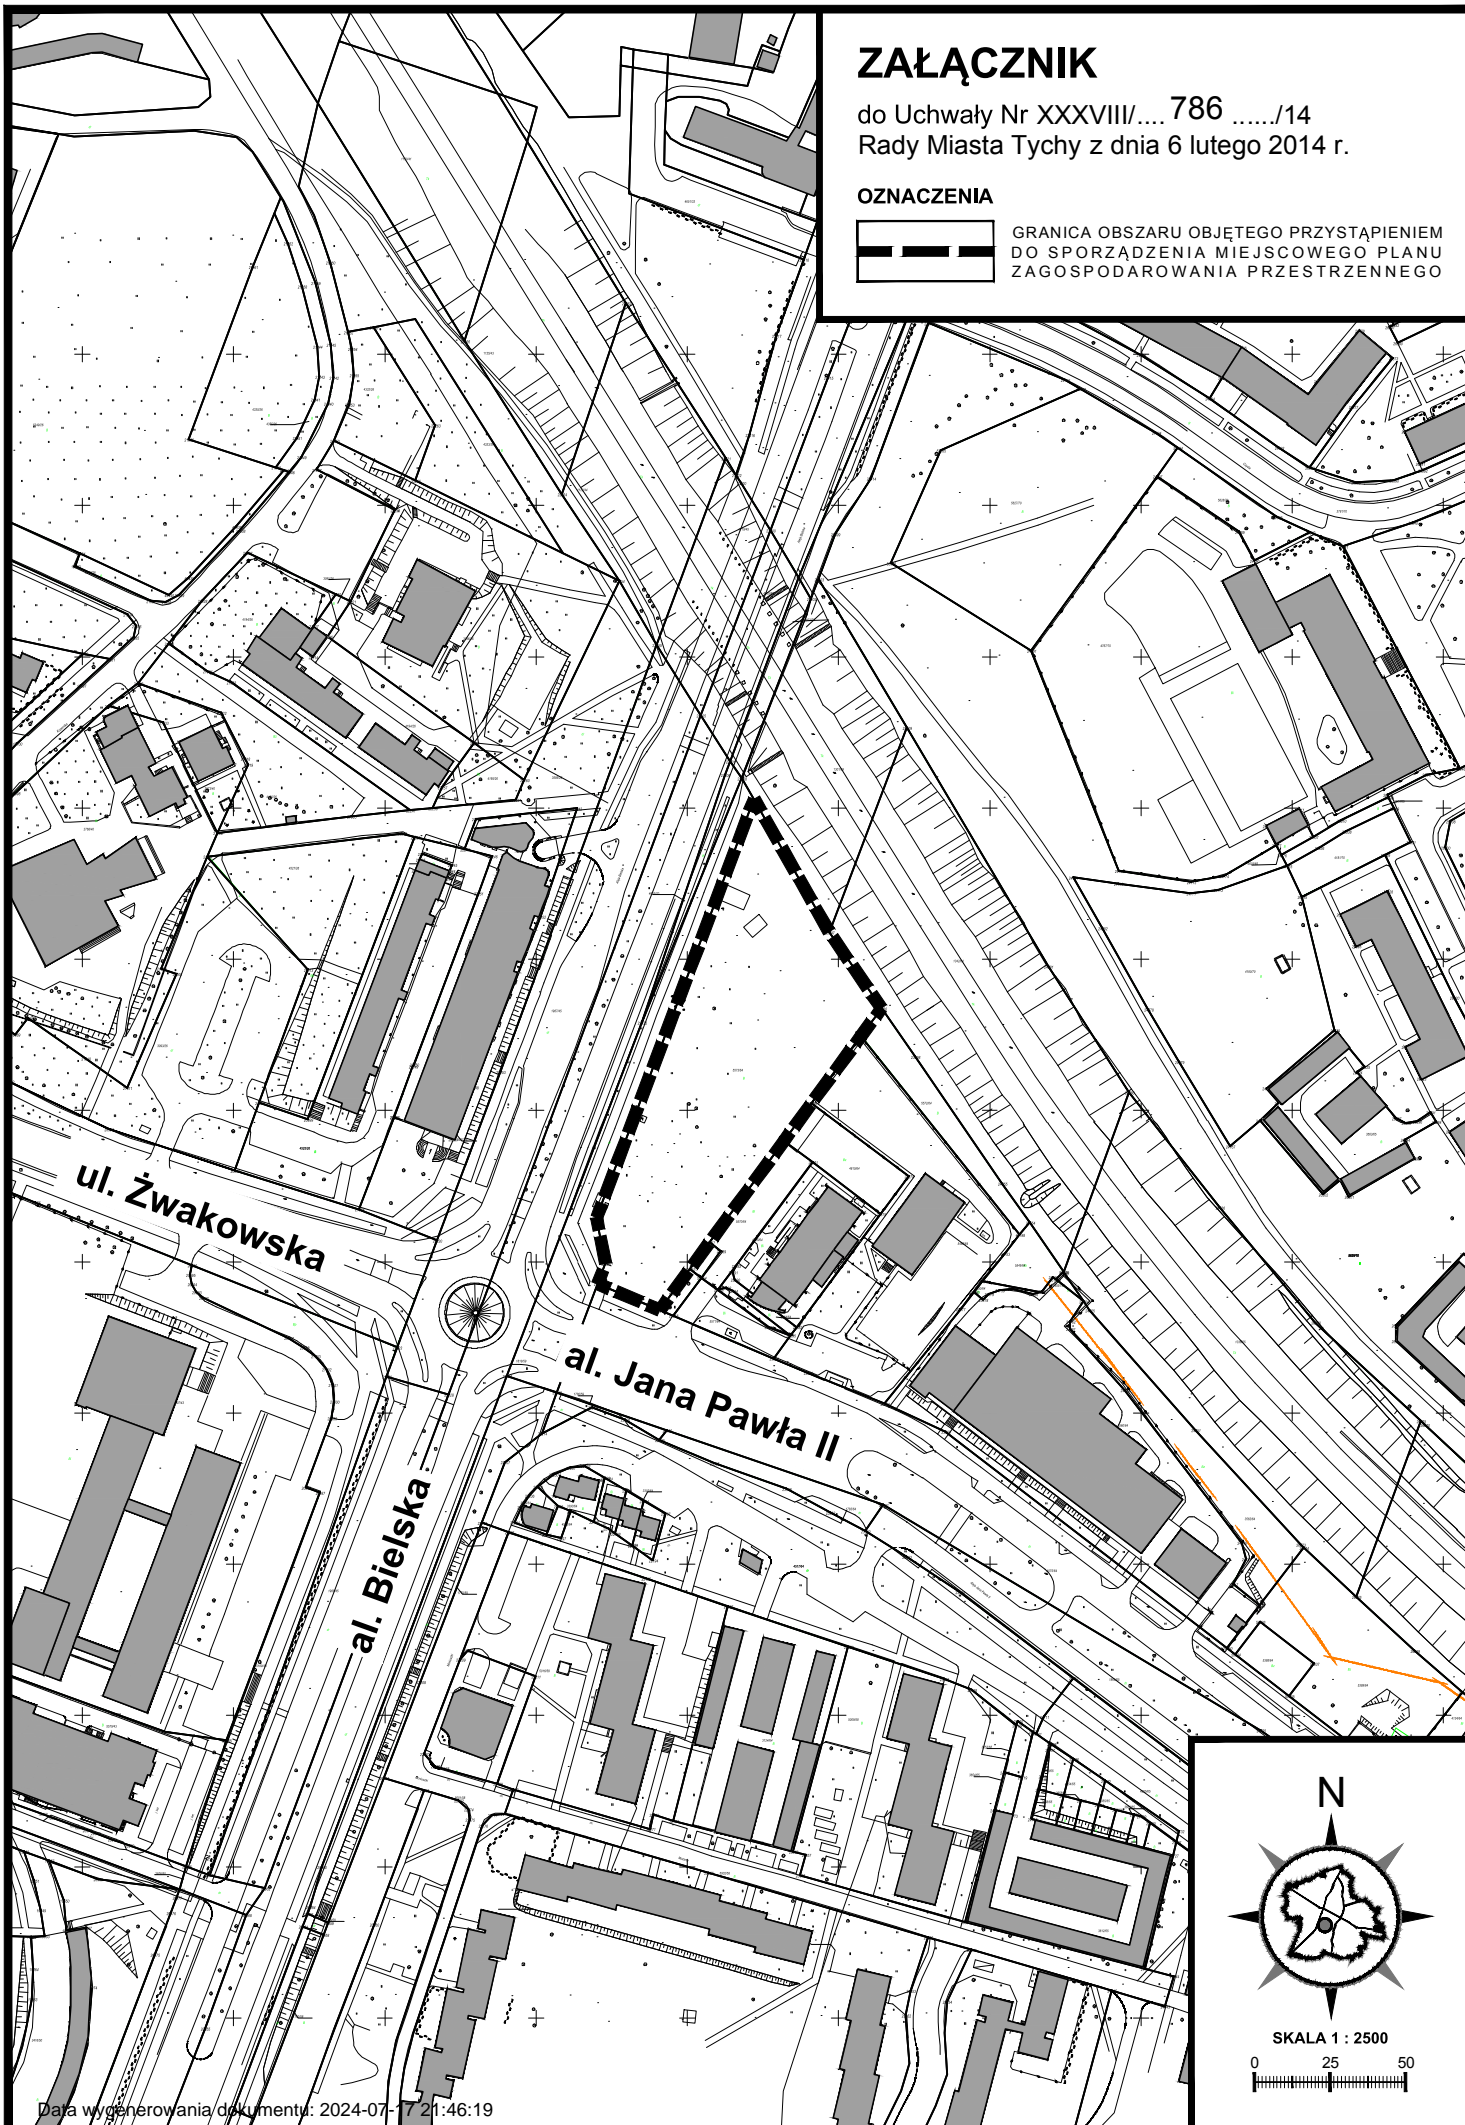 ZAŁĄCZNIK
do Uchwały Nr XXXVIII/.... 786 ....../14
Rady Miasta Tychy z dnia 6 lutego 2014 r.
OZNACZENIA
GRANICA OBSZARU OBJĘTEGO PRZYSTĄPIENIEM
DO SPORZĄDZENIA MIEJSCOWEGO PLANU
ZAGOSPODAROWANIA PRZESTRZENNEGO
ul. Żwakowska
al. Jana Pawła II
al. Bielska
N
SKALA 1 : 2500
0 25 50
Data wygenerowania dokumentu: 2024-07-17 21:46:19